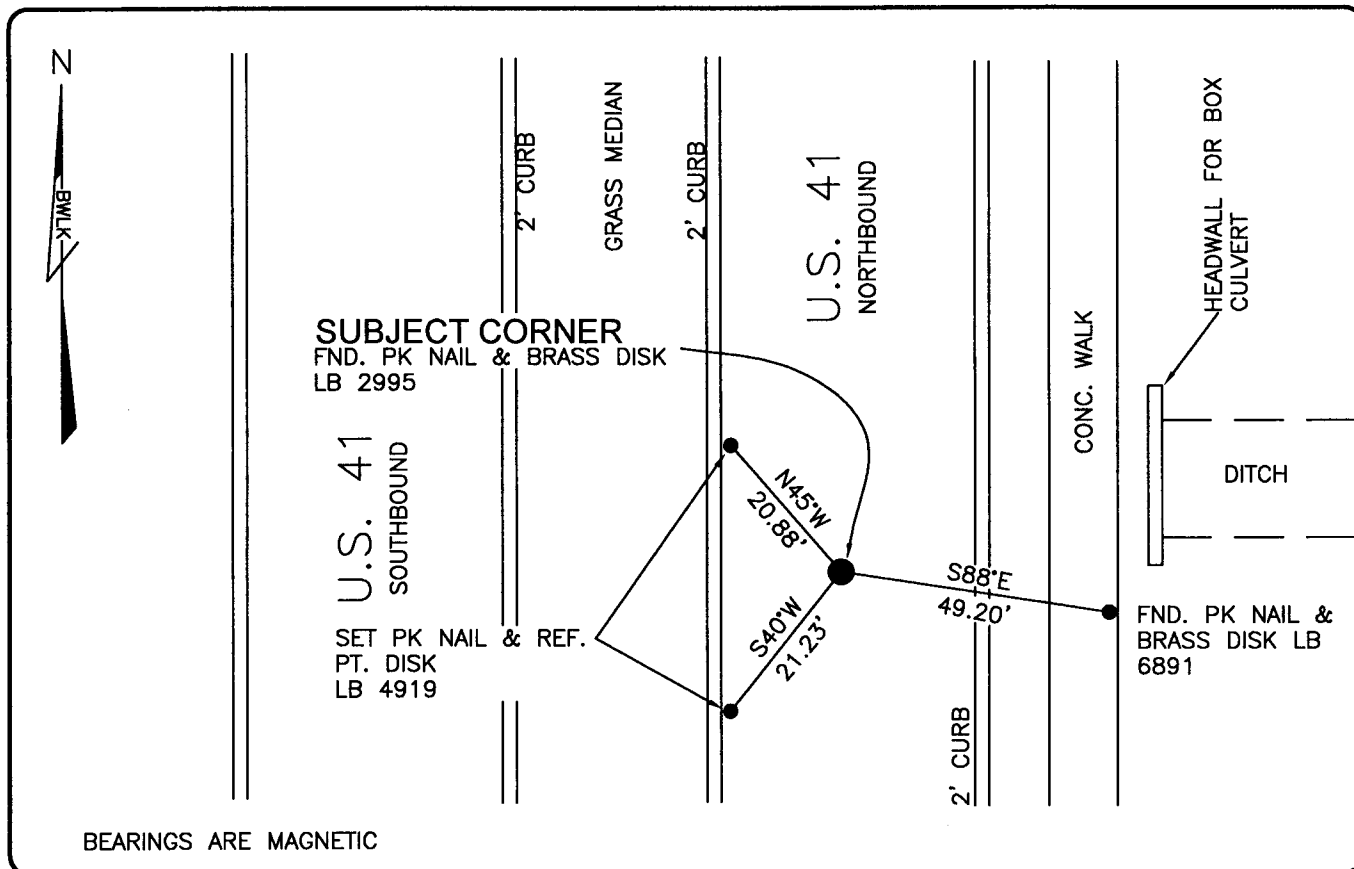 N
BWLK
2' CURB
GRASS MEDIAN
2' CURB
U.S. 41
NORTHBOUND
HEADWALL FOR BOX
CULVERT
SUBJECT CORNER
FND. PK NAIL & BRASS DISK
LB 2995
CONC. WALK
U.S. 41
SOUTHBOUND
DITCH
N45°W
20.88'
S88°E
49.20'
S40°W
21.23'
FND. PK NAIL &
BRASS DISK LB
6891
SET PK NAIL & REF.
PT. DISK
LB 4919
2' CURB
BEARINGS ARE MAGNETIC